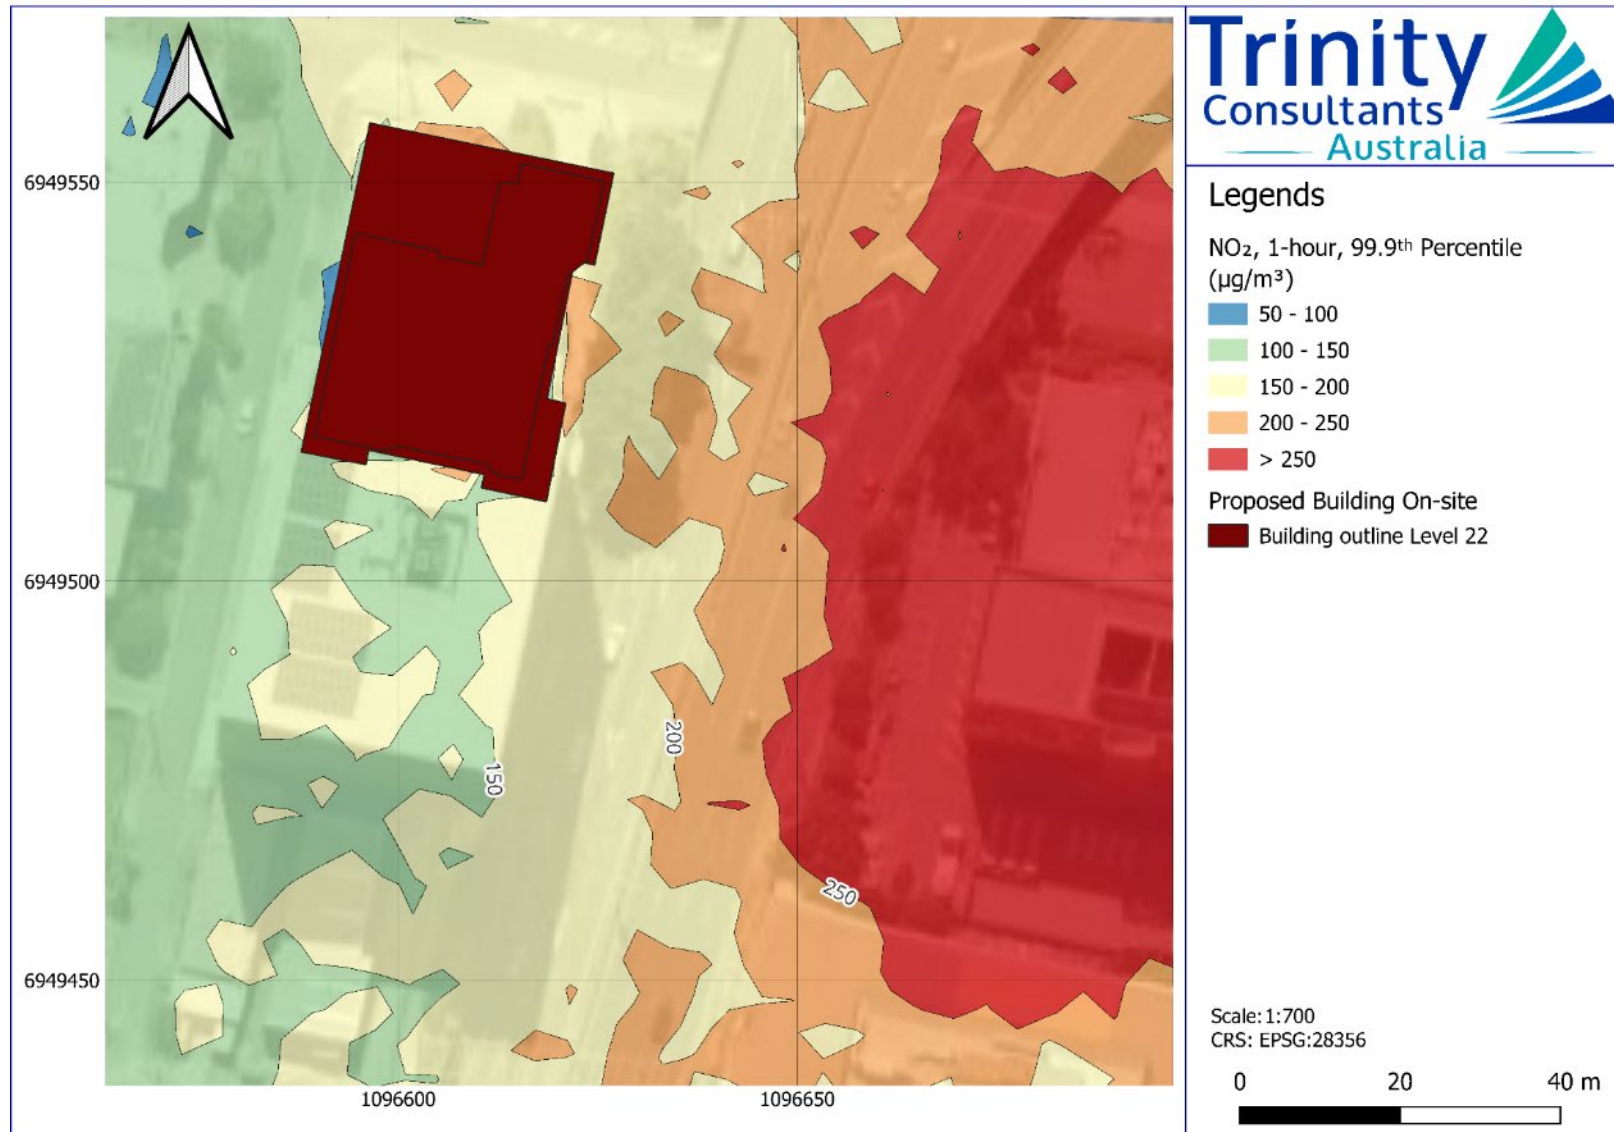 Trinity
Consultants
Australia
Legends
NO₂, 1-hour, 99.9ᵗʰ Percentile
(µg/m³)
50 - 100
100 - 150
150 - 200
200 - 250
> 250
Proposed Building On-site
Building outline Level 22
6949550
6949500
6949450
200
150
250
1096600
1096650
Scale: 1:700
CRS: EPSG:28356
0 20 40 m